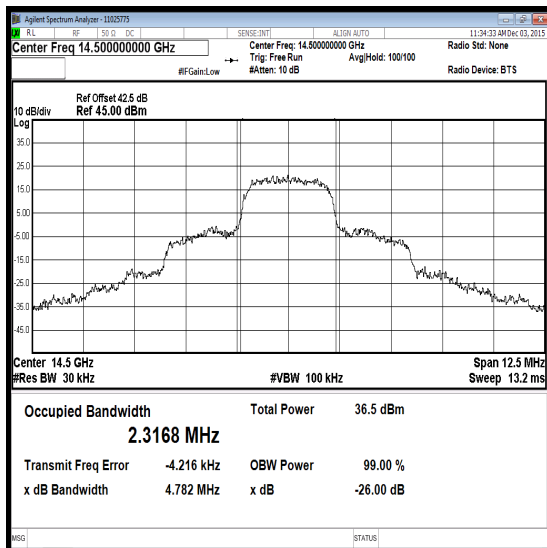 Agilent Spectrum Analyzer - 11025775
RL RF 50 Ω DC SENSE:INT ALIGN AUTO 11:34:33 AM Dec 03, 2015
Center Freq 14.500000000 GHz
Center Freq: 14.500000000 GHz
Radio Std: None
Trig: Free Run Avg|Hold: 100/100
#IFGain:Low
#Atten: 10 dB
Radio Device: BTS
Ref Offset 42.5 dB
10 dB/div Ref 45.00 dBm
Log
35.0
25.0
15.0
5.00
-5.00
-15.0
-25.0
-35.0
-45.0
Center 14.5 GHz Span 12.5 MHz
#Res BW 30 kHz #VBW 100 kHz Sweep 13.2 ms
Occupied Bandwidth Total Power 36.5 dBm
2.3168 MHz
Transmit Freq Error -4.216 kHz OBW Power 99.00 %
x dB Bandwidth 4.782 MHz x dB -26.00 dB
MSG STATUS